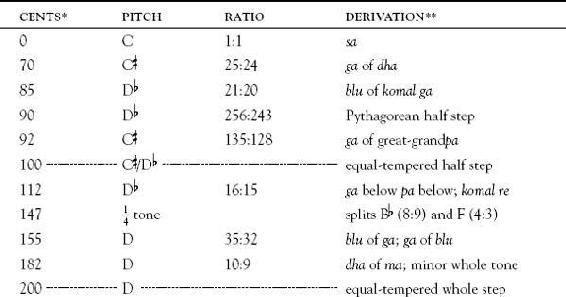 CENTS* PITCH RATIO DERIVATION**
0 C 1:1 sa
70 C♯ 25:24 ga of dha
85 D♭ 21:20 blu of komal ga
90 D♭ 256:243 Pythagorean half step
92 C♯ 135:128 ga of great-grandpa
100 C♯/D♭ equal-tempered half step
112 D♭ 16:15 ga below pa below; komal re
147 ¼ tone splits B♭ (8:9) and F (4:3)
155 D 35:32 blu of ga; ga of blu
182 D 10:9 dha of ma; minor whole tone
200 D equal-tempered whole step